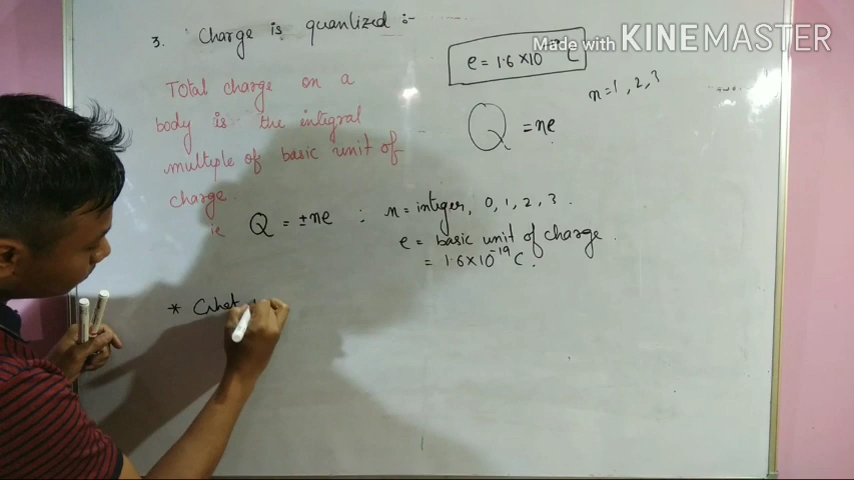 3. Charge is quantized :-
Total charge on a
body is the integral
multiple of basic unit of
charge.
ie Q = ±ne ; n = integer, 0, 1, 2, 3.
e = basic unit of charge.
= 1.6×10⁻¹⁹ C.
* What
e = 1.6×10 C
Q = ne
n=1, 2, 3
Made with KINEMASTER